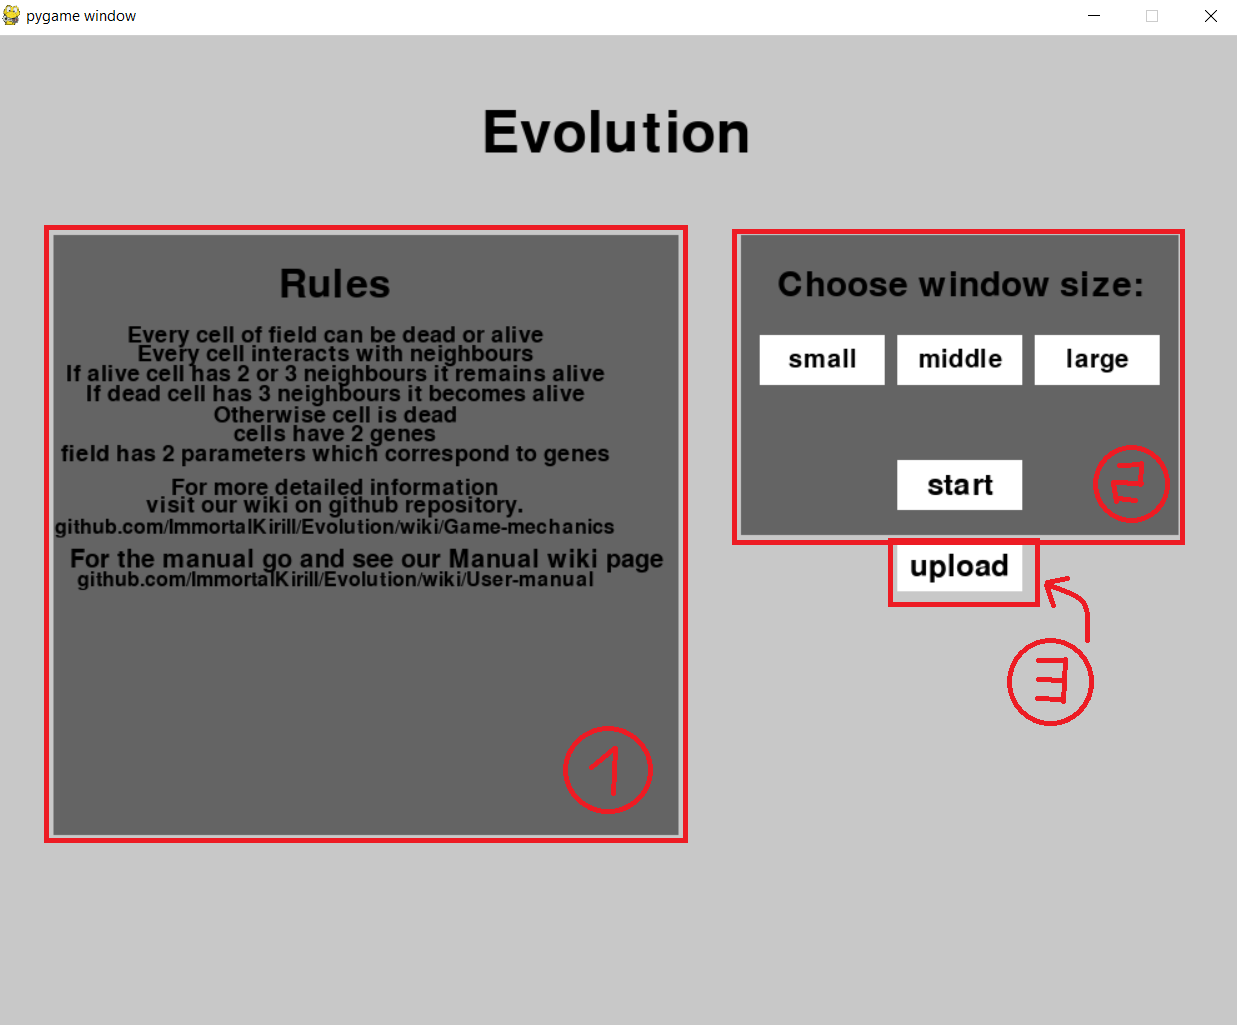 pygame window
Evolution
Rules
Every cell of field can be dead or alive
Every cell interacts with neighbours
If alive cell has 2 or 3 neighbours it remains alive
If dead cell has 3 neighbours it becomes alive
Otherwise cell is dead
cells have 2 genes
field has 2 parameters which correspond to genes
For more detailed information
visit our wiki on github repository.
github.com/ImmortalKirill/Evolution/wiki/Game-mechanics
For the manual go and see our Manual wiki page
github.com/ImmortalKirill/Evolution/wiki/User-manual
1
Choose window size:
small middle large
start
2
upload
3